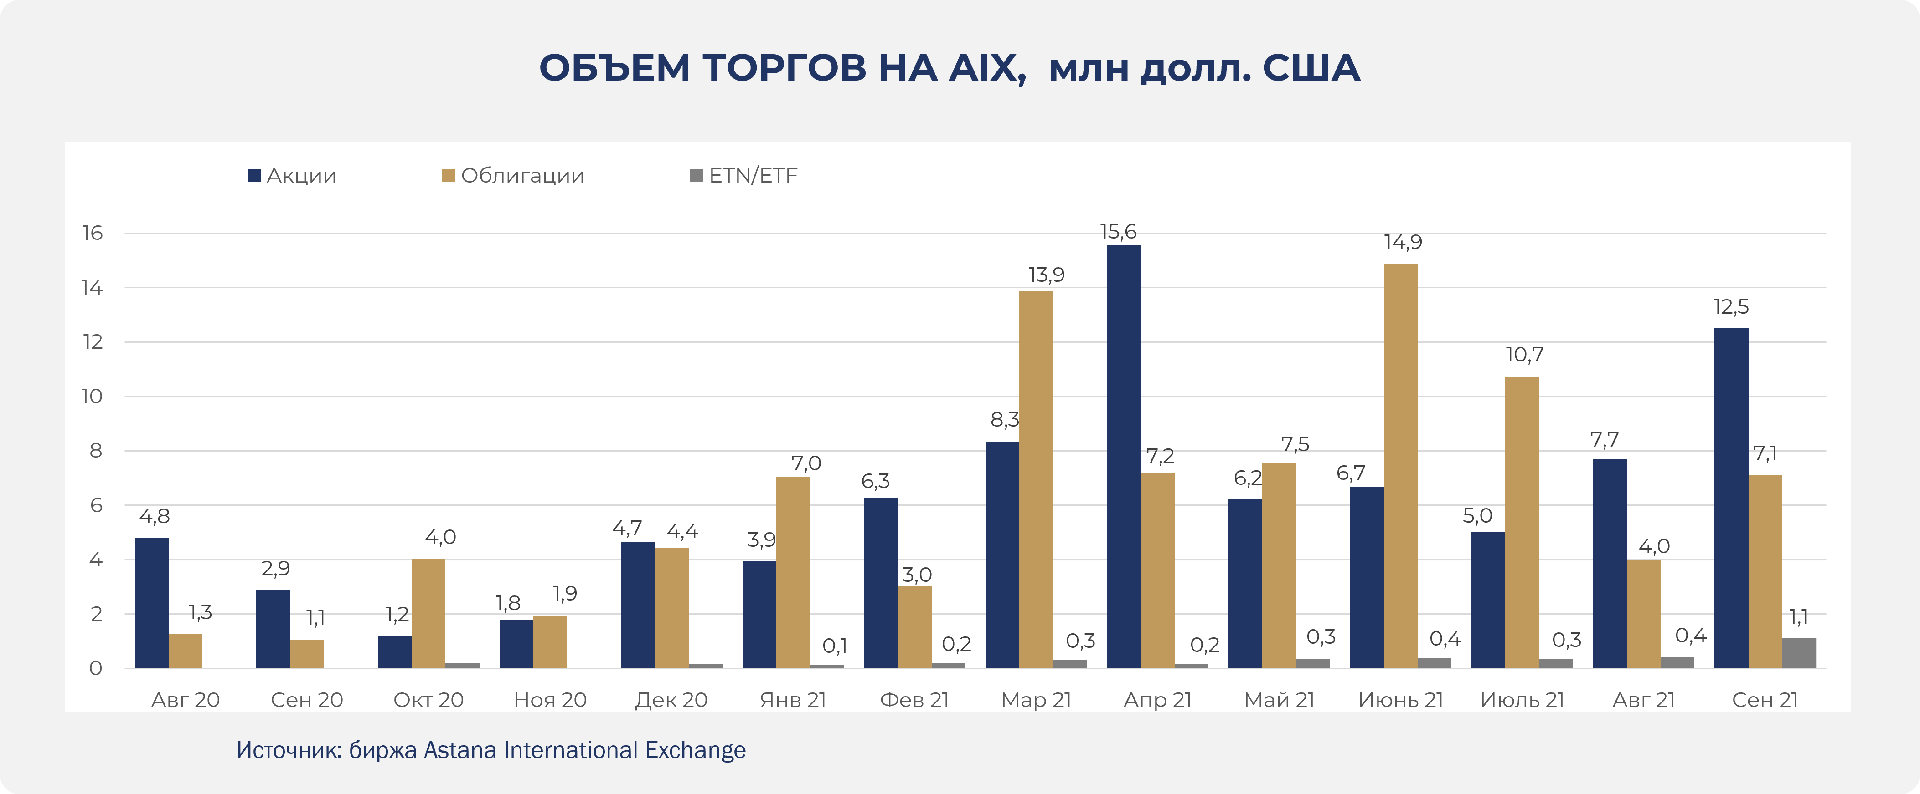 ОБЪЕМ ТОРГОВ НА AIX, млн долл. США
Акции Облигации ETN/ETF
16
14
12
10
8
6
4
2
0
4,8 1,3
2,9 1,1
1,2 4,0
1,8 1,9
4,7 4,4
3,9 7,0 0,1
6,3 3,0 0,2
8,3 13,9 0,3
15,6 7,2 0,2
6,2 7,5 0,3
6,7 14,9 0,4
5,0 10,7 0,3
7,7 4,0 0,4
12,5 7,1 1,1
Авг 20 Сен 20 Окт 20 Ноя 20 Дек 20 Янв 21 Фев 21 Мар 21 Апр 21 Май 21 Июнь 21 Июль 21 Авг 21 Сен 21
Источник: биржа Astana International Exchange